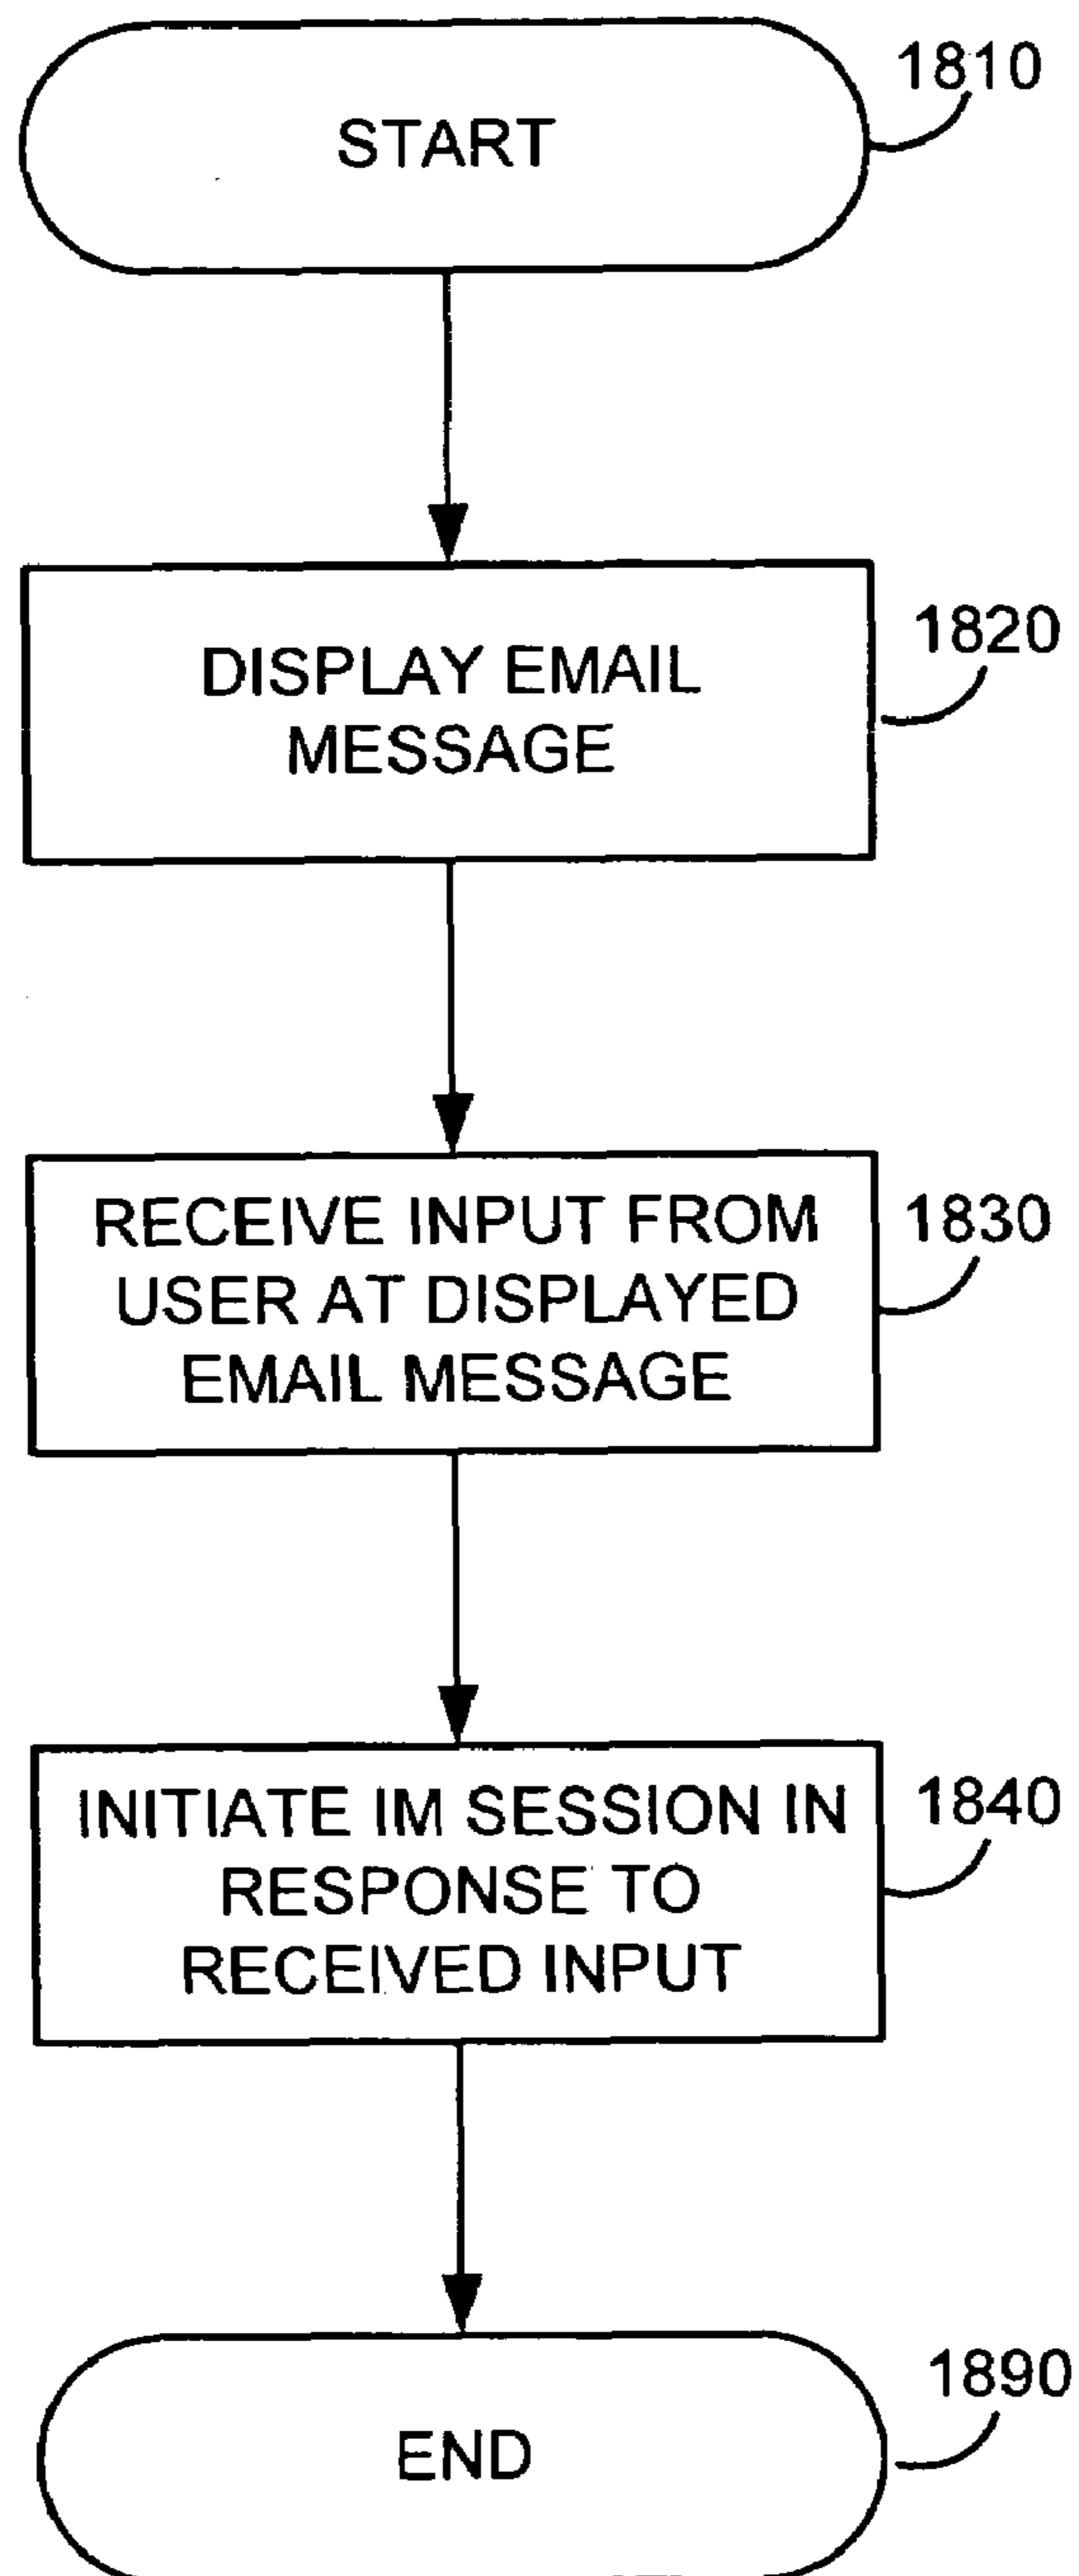 START
1810
DISPLAY EMAIL
MESSAGE
1820
RECEIVE INPUT FROM
USER AT DISPLAYED
EMAIL MESSAGE
1830
INITIATE IM SESSION IN
RESPONSE TO
RECEIVED INPUT
1840
END
1890